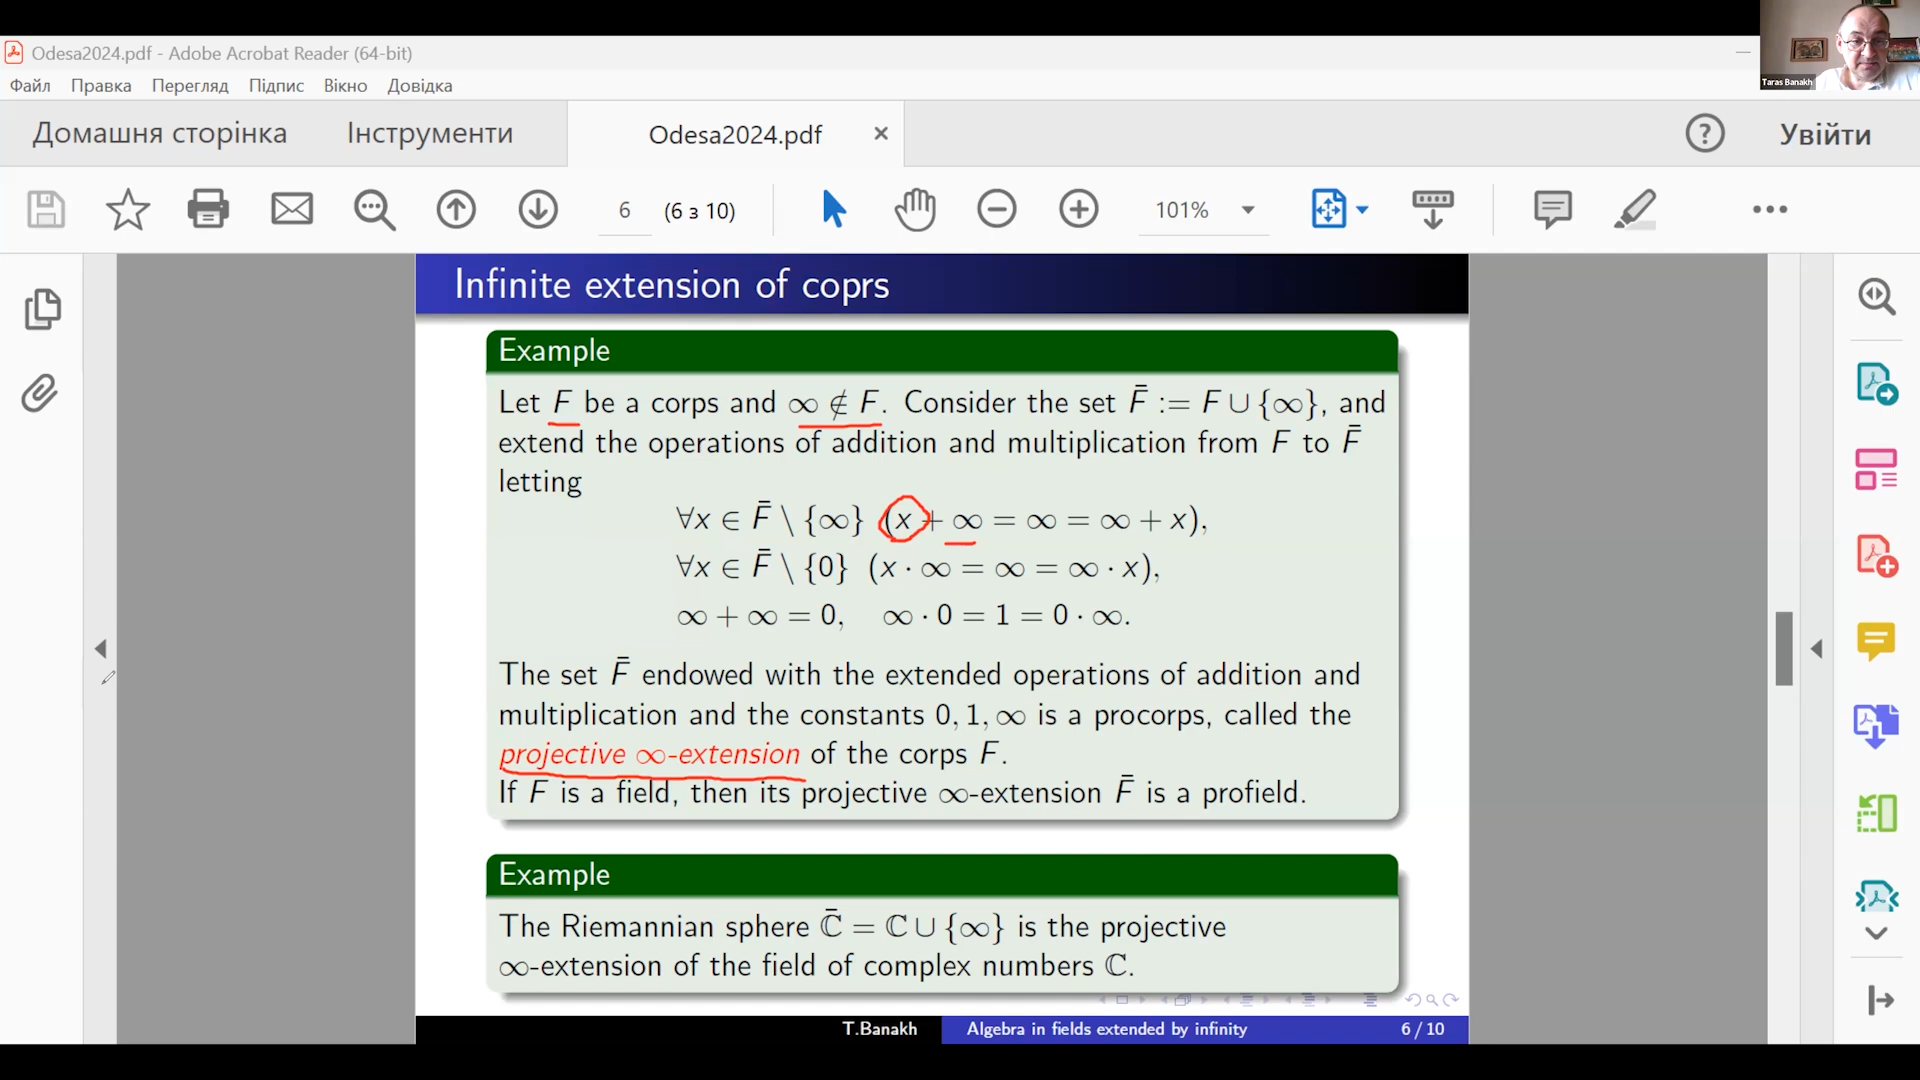 Odesa2024.pdf - Adobe Acrobat Reader (64-bit)
Taras Banakh
Файл Правка Перегляд Підпис Вікно Довідка
Домашня сторінка Інструменти Odesa2024.pdf × ? Увійти
6 (6 з 10) 101%
Infinite extension of coprs
Example
Let F be a corps and ∞ ∉ F. Consider the set F̄ := F ∪ {∞}, and
extend the operations of addition and multiplication from F to F̄
letting
∀x ∈ F̄ \ {∞} (x + ∞ = ∞ = ∞ + x),
∀x ∈ F̄ \ {0} (x · ∞ = ∞ = ∞ · x),
∞ + ∞ = 0, ∞ · 0 = 1 = 0 · ∞.
The set F̄ endowed with the extended operations of addition and
multiplication and the constants 0, 1, ∞ is a procorps, called the
projective ∞-extension of the corps F.
If F is a field, then its projective ∞-extension F̄ is a profield.
Example
The Riemannian sphere C̄ = ℂ ∪ {∞} is the projective
∞-extension of the field of complex numbers ℂ.
T.Banakh Algebra in fields extended by infinity 6 / 10